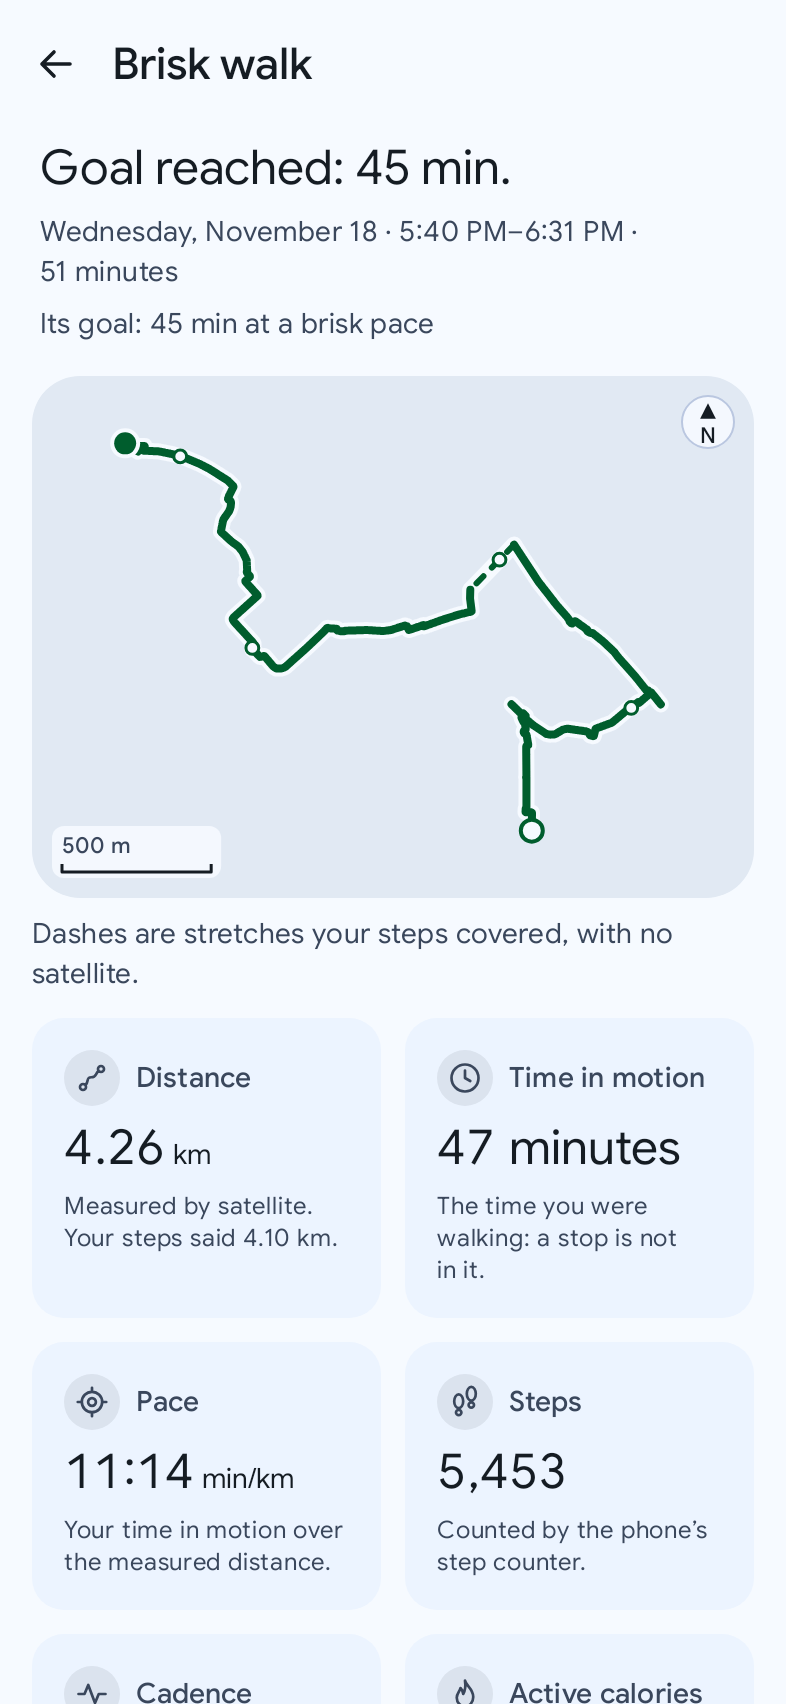 Brisk walk
Goal reached: 45 min.
Wednesday, November 18 · 5:40 PM–6:31 PM ·
51 minutes
Its goal: 45 min at a brisk pace
N
500 m
Dashes are stretches your steps covered, with no
satellite.
Distance
4.26 km
Measured by satellite.
Your steps said 4.10 km.
Time in motion
47 minutes
The time you were
walking: a stop is not
in it.
Pace
11:14 min/km
Your time in motion over
the measured distance.
Steps
5,453
Counted by the phone’s
step counter.
Cadence
Active calories